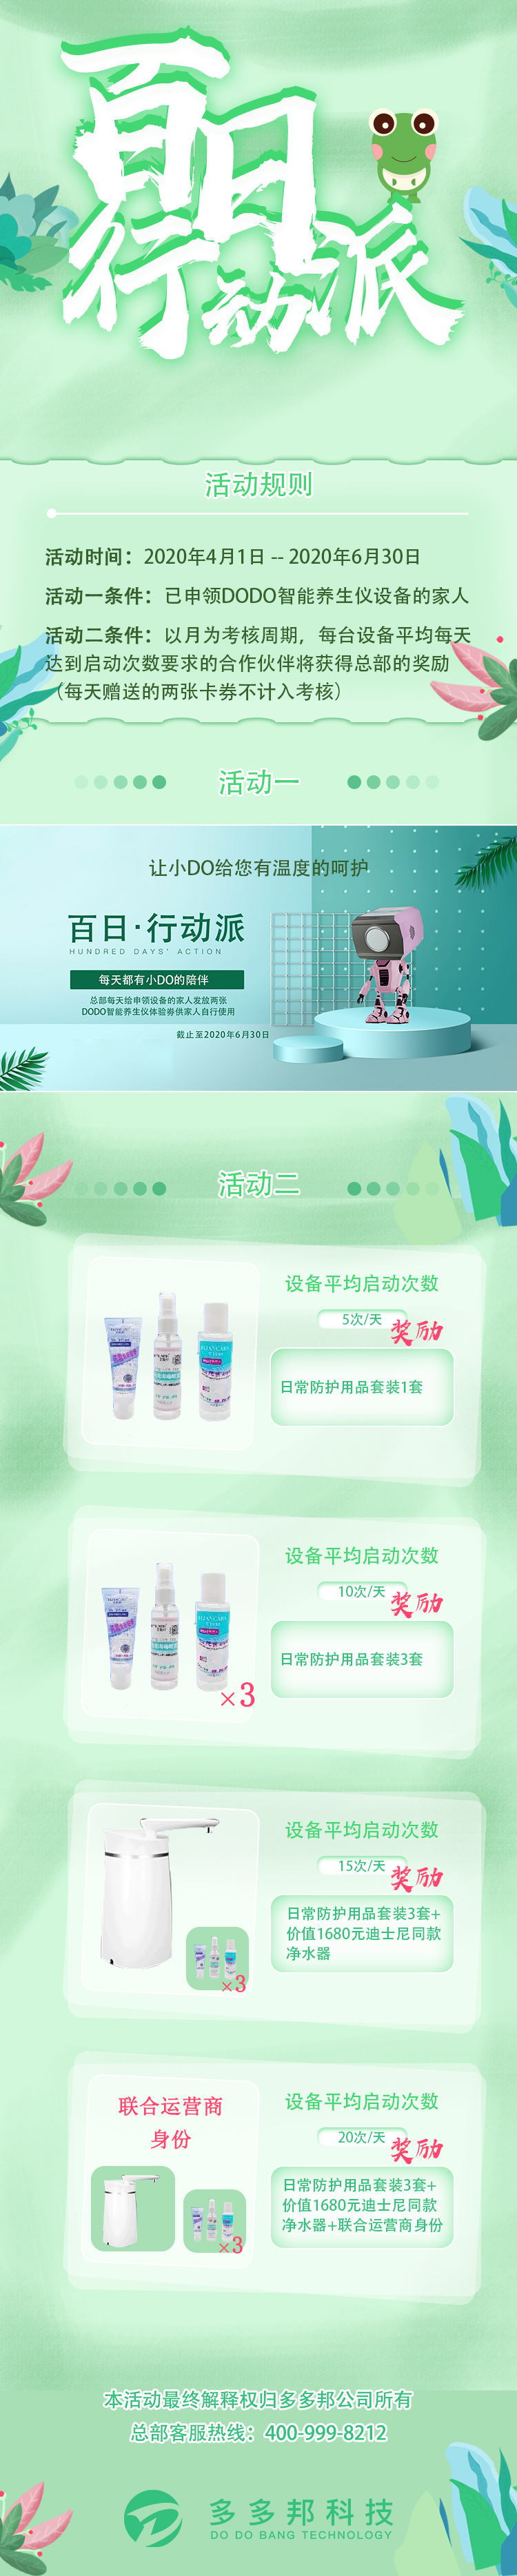 百日
行动派
活动规则
活动时间：2020年4月1日 -- 2020年6月30日
活动一条件：已申领DODO智能养生仪设备的家人
活动二条件：以月为考核周期，每台设备平均每天
达到启动次数要求的合作伙伴将获得总部的奖励
（每天赠送的两张卡券不计入考核）
活动一
让小DO给您有温度的呵护
百日·行动派
HUNDRED DAYS' ACTION
每天都有小DO的陪伴
总部每天给申领设备的家人发放两张
DODO智能养生仪体验券供家人自行使用
截止至2020年6月30日
活动二
设备平均启动次数
5次/天
奖励
日常防护用品套装1套
设备平均启动次数
10次/天
奖励
日常防护用品套装3套
×3
设备平均启动次数
15次/天
奖励
日常防护用品套装3套+
价值1680元迪士尼同款
净水器
×3
联合运营商
身份
设备平均启动次数
20次/天
奖励
日常防护用品套装3套+
价值1680元迪士尼同款
净水器+联合运营商身份
×3
本活动最终解释权归多多邦公司所有
总部客服热线：400-999-8212
多多邦科技
DO DO BANG TECHNOLOGY